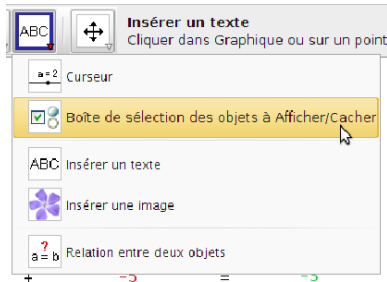 ABC Insérer un texte
Cliquer dans Graphique ou sur un point
a=2 Curseur
Boîte de sélection des objets à Afficher/Cacher
ABC Insérer un texte
Insérer une image
? a=b Relation entre deux objets
+ -5 =